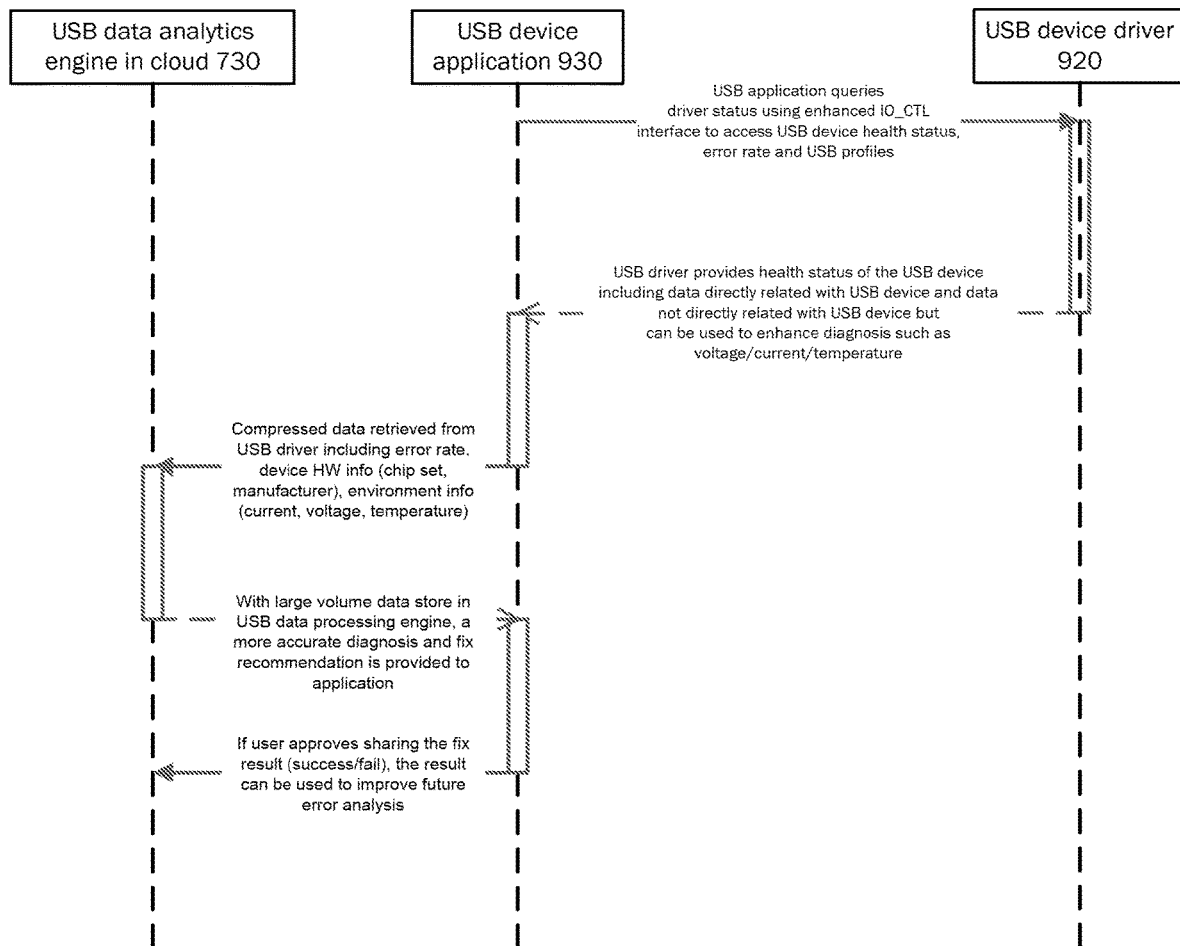 USB data analytics
engine in cloud 730
USB device
application 930
USB device driver
920
USB application queries
driver status using enhanced IO_CTL
interface to access USB device health status,
error rate and USB profiles
USB driver provides health status of the USB device
including data directly related with USB device and data
not directly related with USB device but
can be used to enhance diagnosis such as
voltage/current/temperature
Compressed data retrieved from
USB driver including error rate.
device HW info (chip set,
manufacturer), environment info
(current, voltage, temperature)
With large volume data store in
USB data processing engine, a
more accurate diagnosis and fix
recommendation is provided to
application
If user approves sharing the fix
result (success/fail), the result
can be used to improve future
error analysis